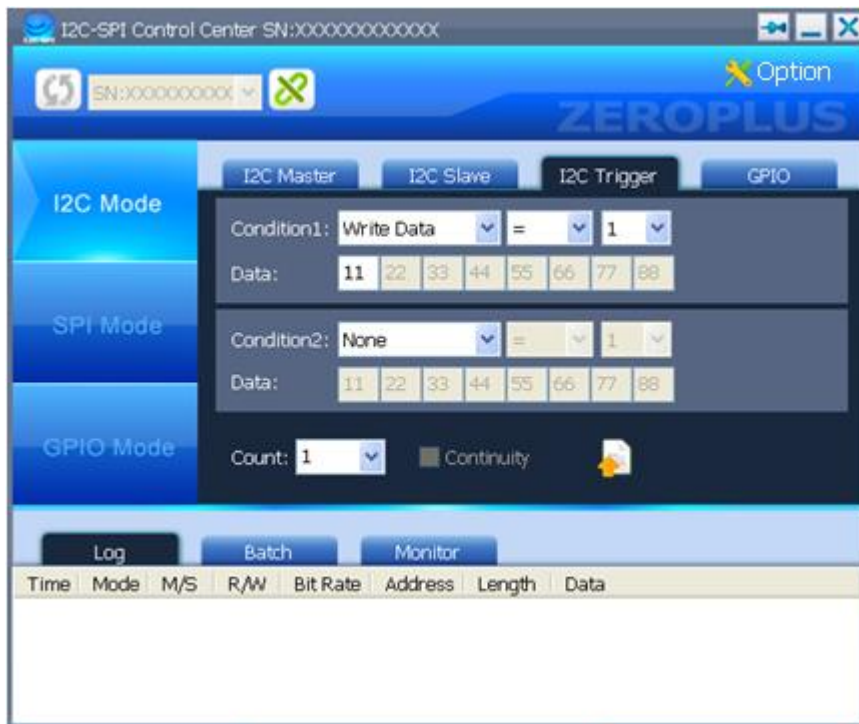 I2C-SPI Control Center SN:XXXXXXXXXXXX
SN:XXXXXXXXX
Option
ZEROPLUS
I2C Mode
SPI Mode
GPIO Mode
I2C Master I2C Slave I2C Trigger GPIO
Condition1: Write Data = 1
Data: 11 22 33 44 55 66 77 88
Condition2: None = 1
Data: 11 22 33 44 55 66 77 88
Count: 1 Continuity
Log Batch Monitor
Time Mode M/S R/W Bit Rate Address Length Data